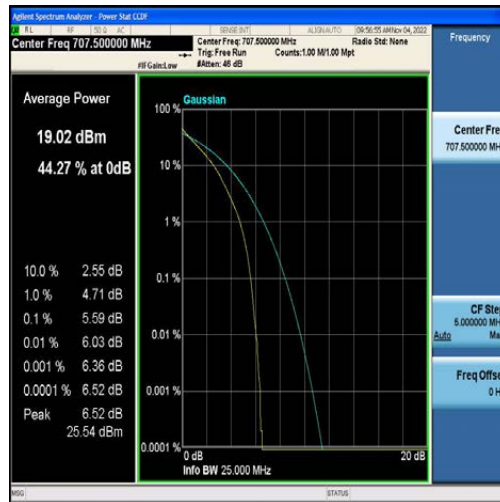 Agilent Spectrum Analyzer - Power Stat CCDF
RL RF 50 Ω AC SENSE:INT ALIGNAUTO 09:56:55 AM Nov 04, 2022
Center Freq 707.500000 MHz
Center Freq: 707.500000 MHz Radio Std: None
Trig: Free Run Counts:1.00 M/1.00 Mpt
#IFGain:Low #Atten: 46 dB
Frequency
Average Power
19.02 dBm
44.27 % at 0dB
10.0 % 2.55 dB
1.0 % 4.71 dB
0.1 % 5.59 dB
0.01 % 6.03 dB
0.001 % 6.36 dB
0.0001 % 6.52 dB
Peak 6.52 dB
25.54 dBm
Gaussian
100 %
10 %
1 %
0.1 %
0.01 %
0.001 %
0.0001 %
0 dB 20 dB
Info BW 25.000 MHz
Center Fre
707.500000 MH
CF Ste
5.000000 MH
Auto Ma
Freq Offse
0 H
MSG STATUS